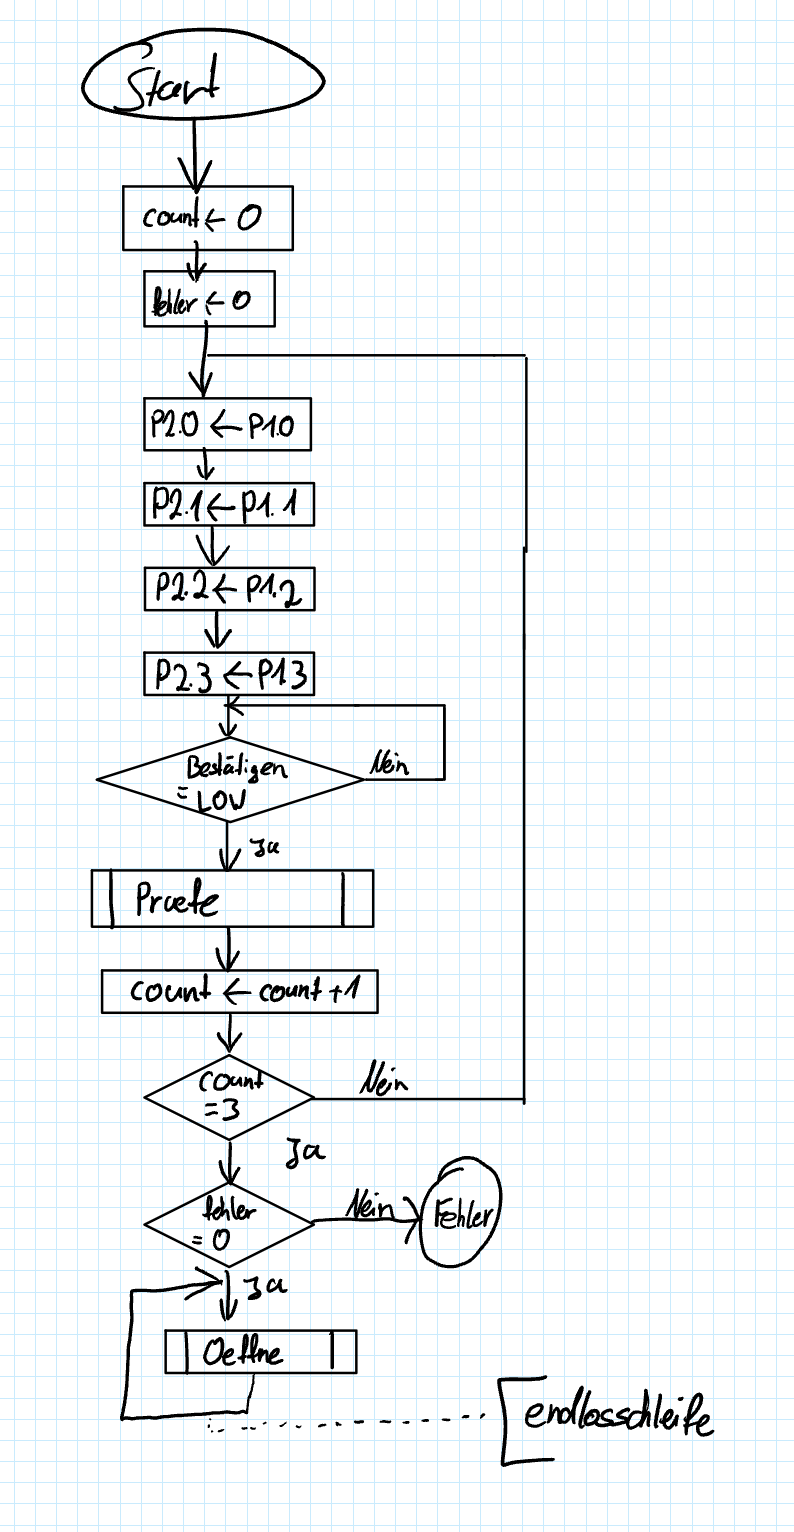 Start
count ← 0
fehler ← 0
P2.0 ← P1.0
P2.1 ← P1.1
P2.2 ← P1.2
P2.3 ← P1.3
Bestätigen
= LOW
Nein
Ja
Pruefe
count ← count + 1
count
= 3
Nein
Ja
fehler
= 0
Nein
Fehler
Ja
Oeffne
endlosschleife